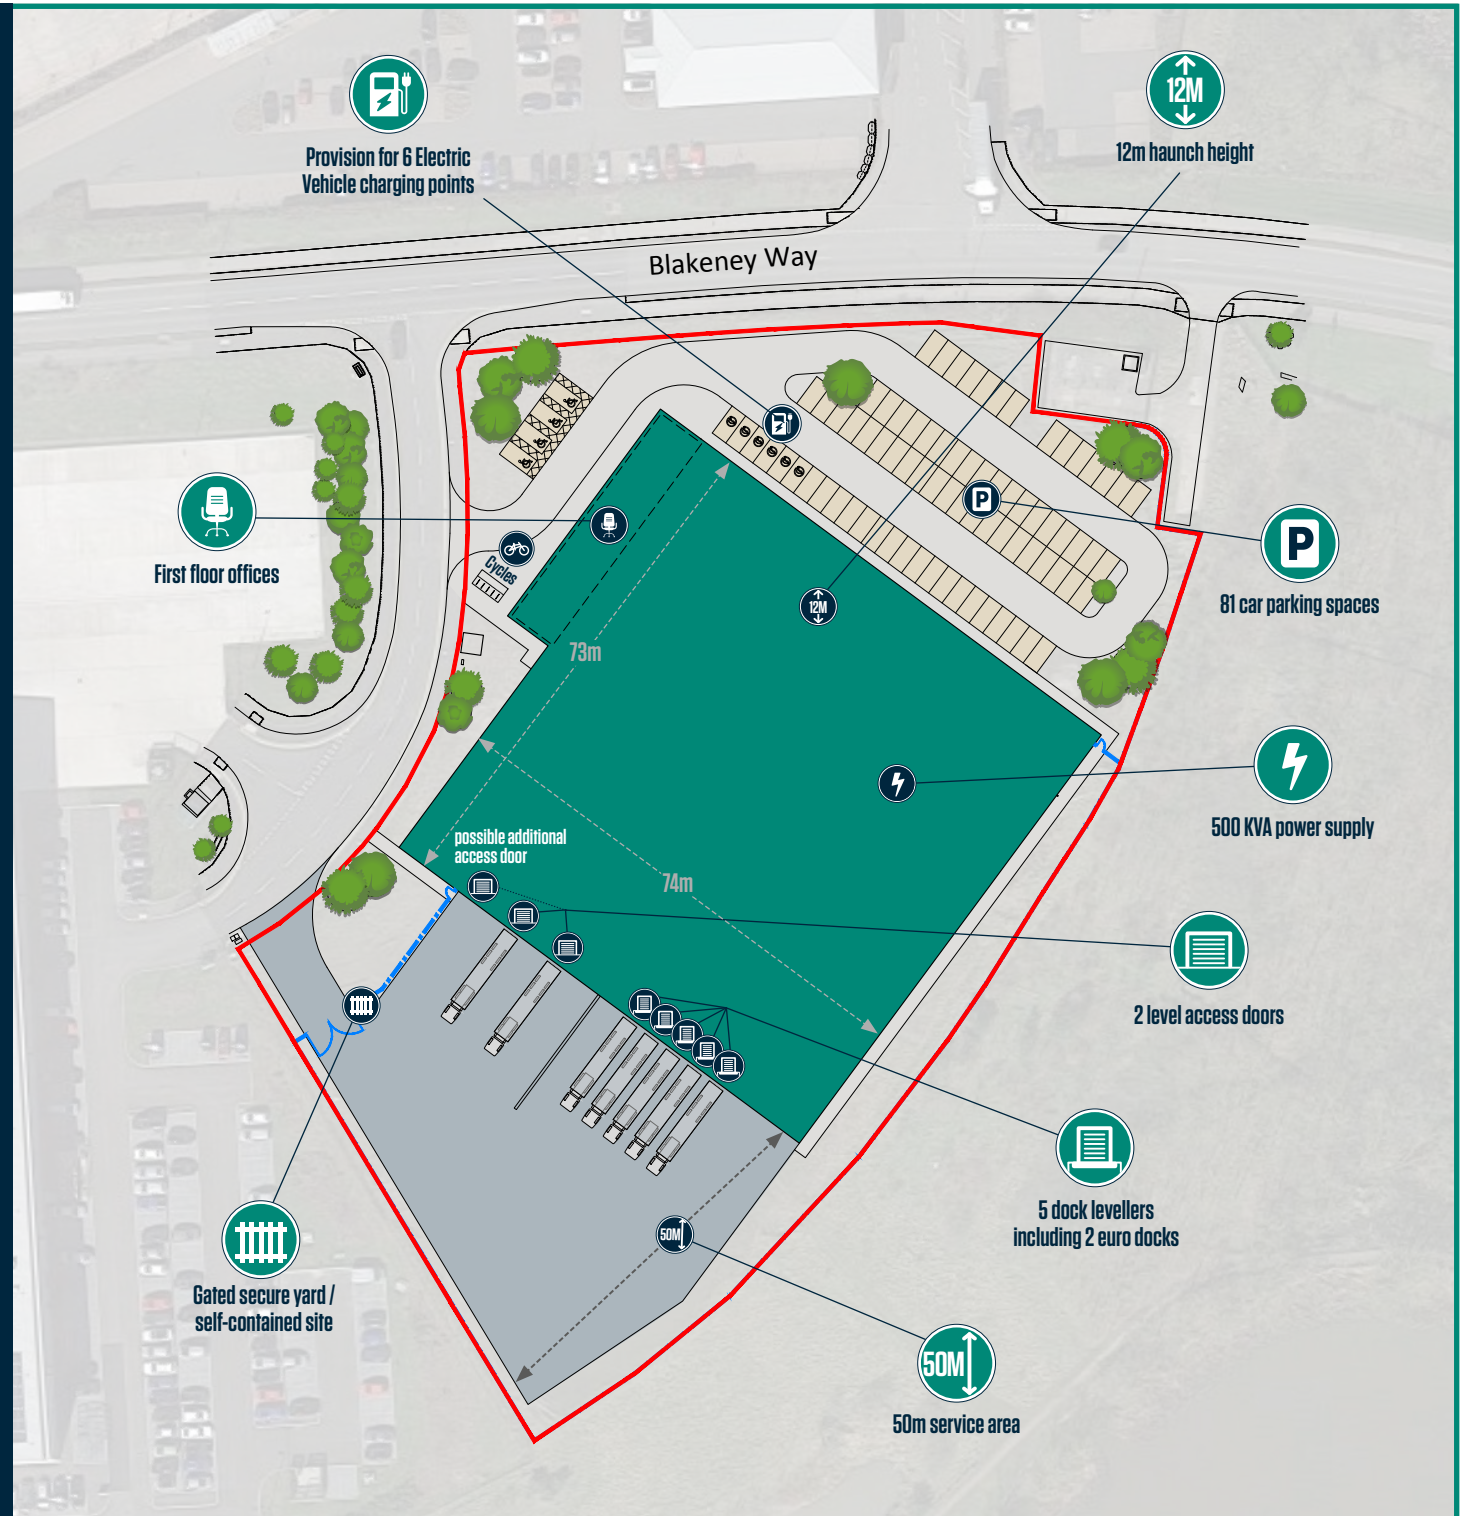 12M
Provision for 6 Electric
Vehicle charging points
12m haunch height
Blakeney Way
First floor offices
P
P
Cycles
81 car parking spaces
12M
73m
500 KVA power supply
possible additional
access door
74m
2 level access doors
5 dock levellers
including 2 euro docks
50M
Gated secure yard /
self-contained site
50M
50m service area